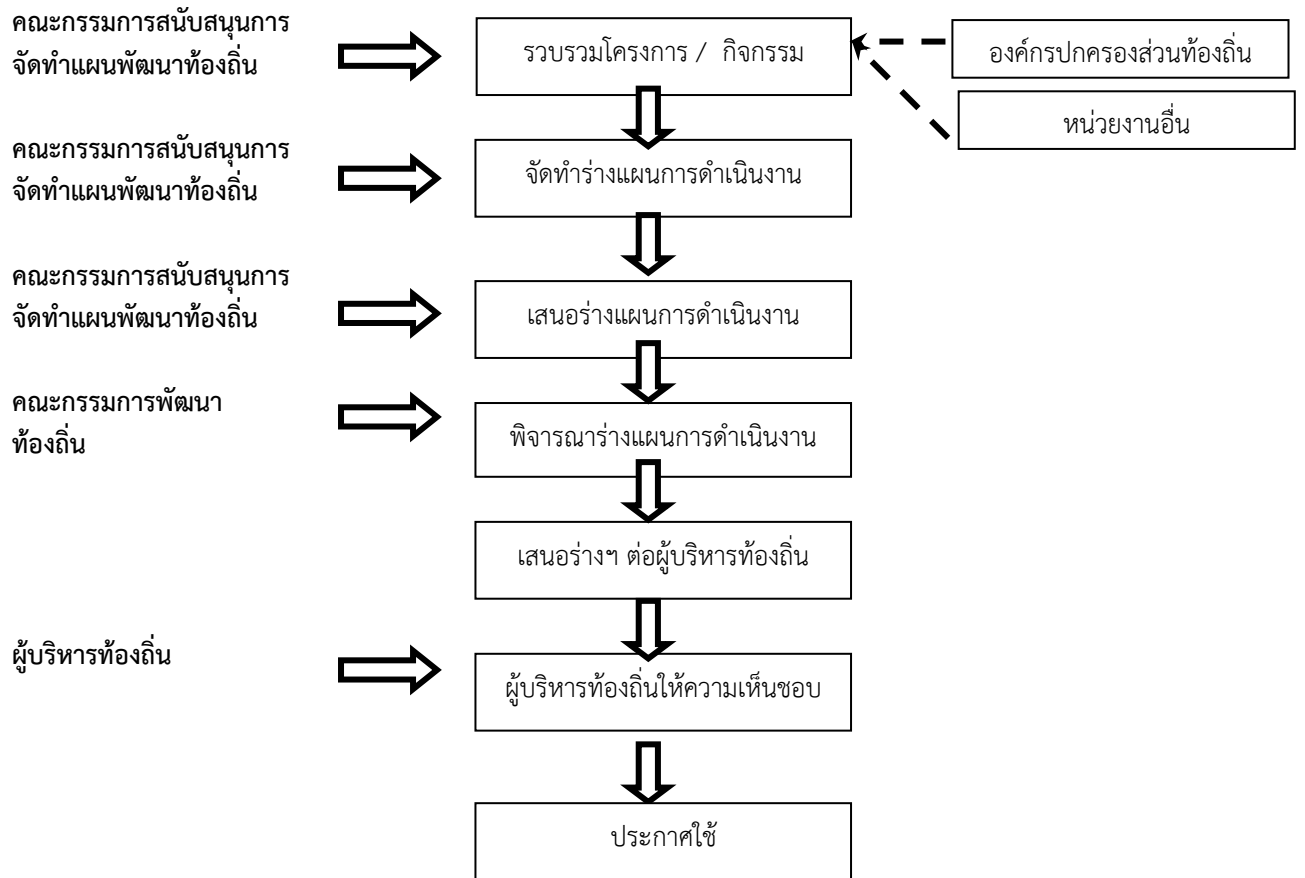 คณะกรรมการสนับสนุนการ
จัดทำแผนพัฒนาท้องถิ่น
รวบรวมโครงการ / กิจกรรม
องค์กรปกครองส่วนท้องถิ่น
หน่วยงานอื่น
คณะกรรมการสนับสนุนการ
จัดทำแผนพัฒนาท้องถิ่น
จัดทำร่างแผนการดำเนินงาน
คณะกรรมการสนับสนุนการ
จัดทำแผนพัฒนาท้องถิ่น
เสนอร่างแผนการดำเนินงาน
คณะกรรมการพัฒนา
ท้องถิ่น
พิจารณาร่างแผนการดำเนินงาน
เสนอร่างฯ ต่อผู้บริหารท้องถิ่น
ผู้บริหารท้องถิ่น
ผู้บริหารท้องถิ่นให้ความเห็นชอบ
ประกาศใช้